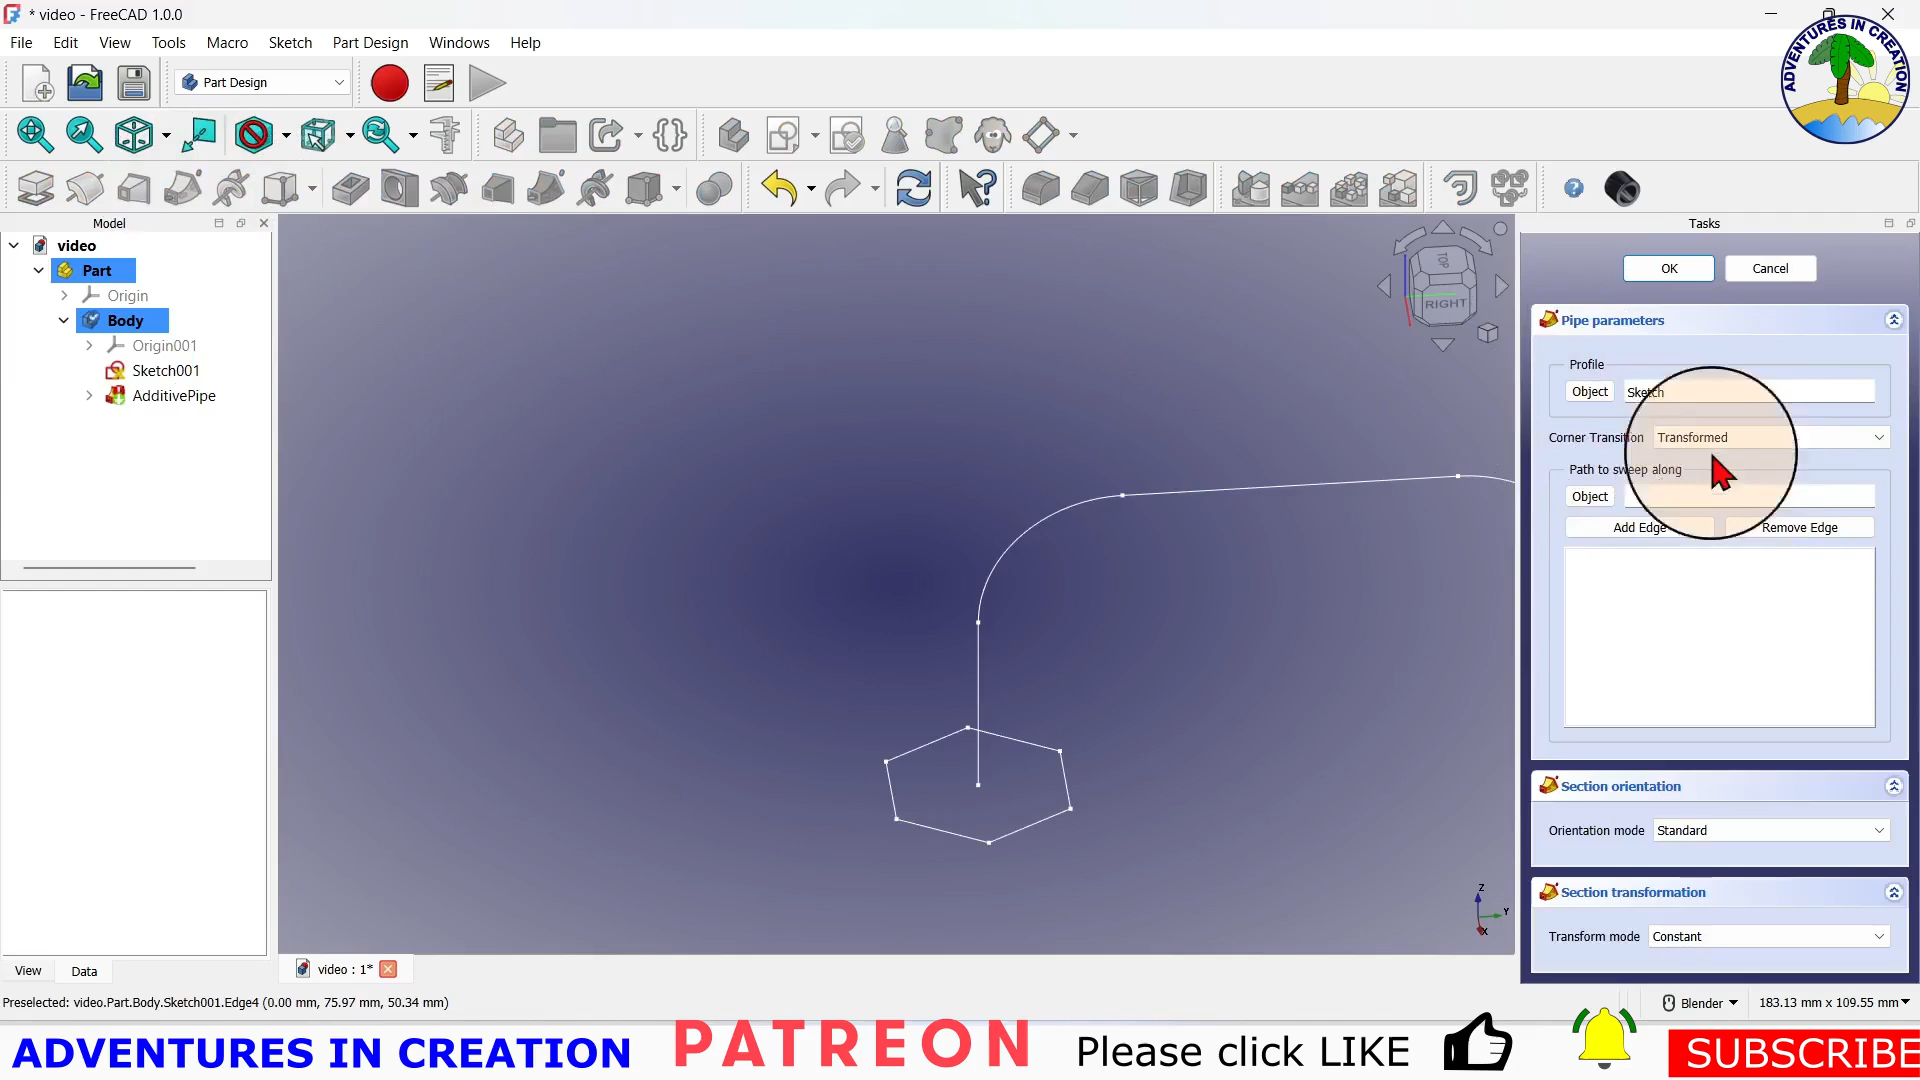 * video - FreeCAD 1.0.0
File Edit View Tools Macro Sketch Part Design Windows Help
ADVENTURES IN CREATION
Part Design
Model
Tasks
video
Part
Origin
Body
Origin001
Sketch001
AdditivePipe
TOP
RIGHT
OK Cancel
Pipe parameters
Profile
Object Sketch
Corner Transition Transformed
Path to sweep along
Object
Add Edge Remove Edge
Section orientation
Orientation mode Standard
Section transformation
Transform mode Constant
Z
Y
X
View Data
video : 1*
Preselected: video.Part.Body.Sketch001.Edge4 (0.00 mm, 75.97 mm, 50.34 mm)
Blender 183.13 mm x 109.55 mm
ADVENTURES IN CREATION PATREON Please click LIKE SUBSCRIBE